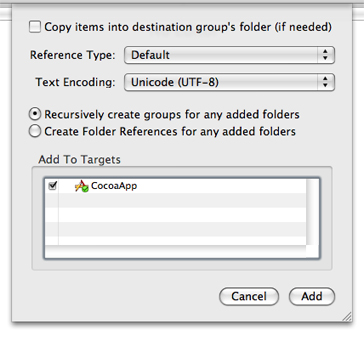 Copy items into destination group's folder (if needed)
Reference Type: Default
Text Encoding: Unicode (UTF-8)
Recursively create groups for any added folders
Create Folder References for any added folders
Add To Targets
CocoaApp
Cancel Add